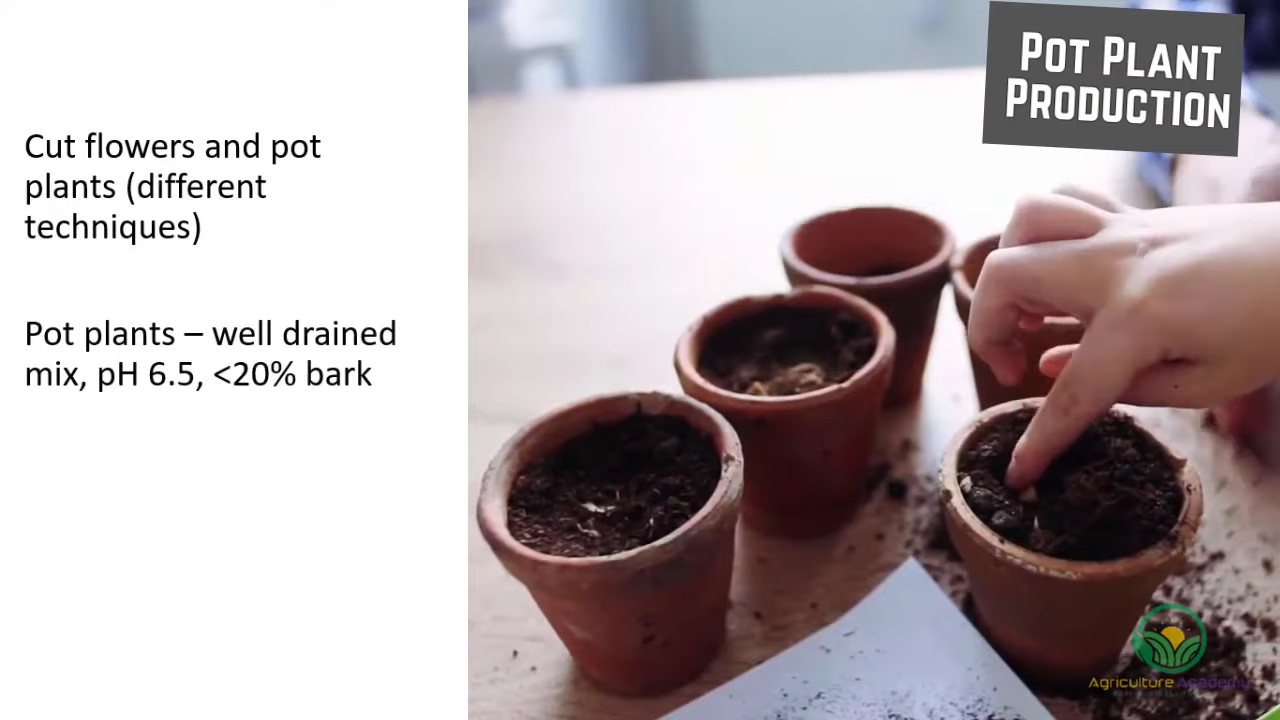 Cut flowers and pot
plants (different
techniques)
Pot plants – well drained
mix, pH 6.5, <20% bark
POT PLANT
PRODUCTION
Agriculture Academy